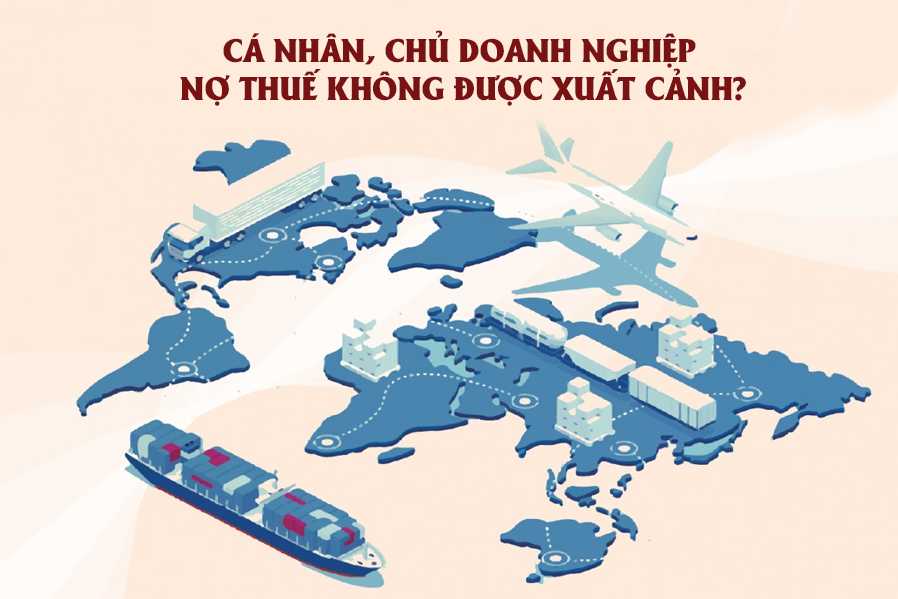 CÁ NHÂN, CHỦ DOANH NGHIỆP
NỢ THUẾ KHÔNG ĐƯỢC XUẤT CẢNH?